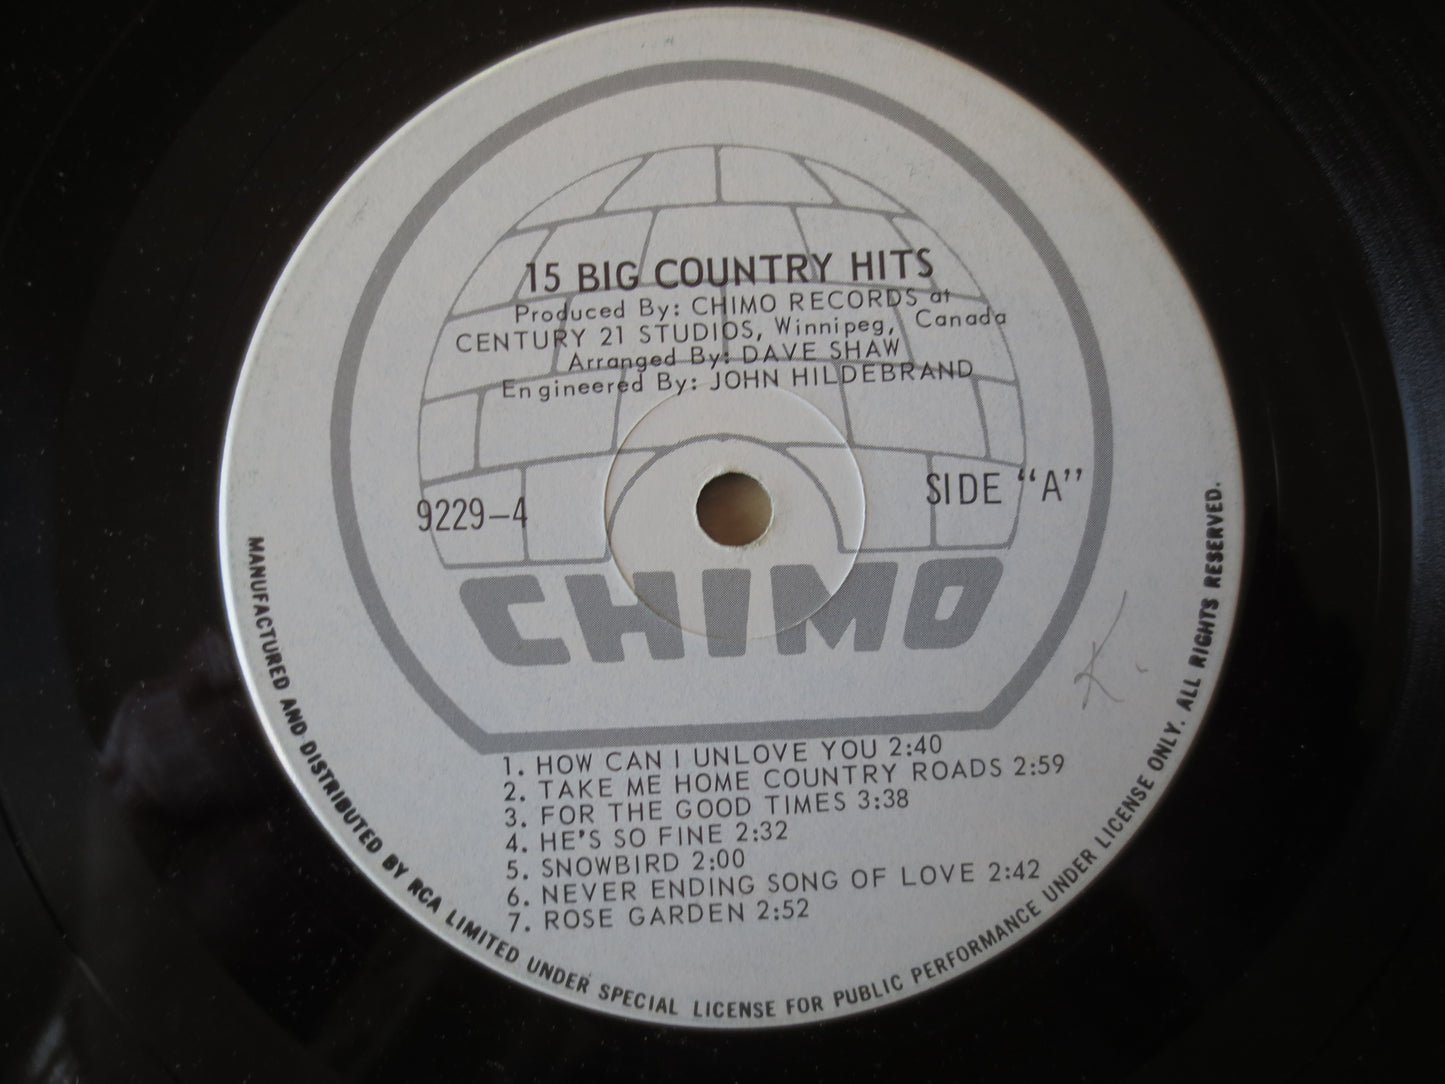 15 BIG COUNTRY HITS
Produced By: CHIMO RECORDS at
CENTURY 21 STUDIOS, Winnipeg, Canada
Arranged By: DAVE SHAW
Engineered By: JOHN HILDEBRAND
9229-4
SIDE "A"
CHIMO
1. HOW CAN I UNLOVE YOU 2:40
2. TAKE ME HOME COUNTRY ROADS 2:59
3. FOR THE GOOD TIMES 3:38
4. HE'S SO FINE 2:32
5. SNOWBIRD 2:00
6. NEVER ENDING SONG OF LOVE 2:42
7. ROSE GARDEN 2:52
MANUFACTURED AND DISTRIBUTED BY RCA LIMITED UNDER SPECIAL LICENSE FOR PUBLIC PERFORMANCE UNDER LICENSE ONLY. ALL RIGHTS RESERVED.
K.